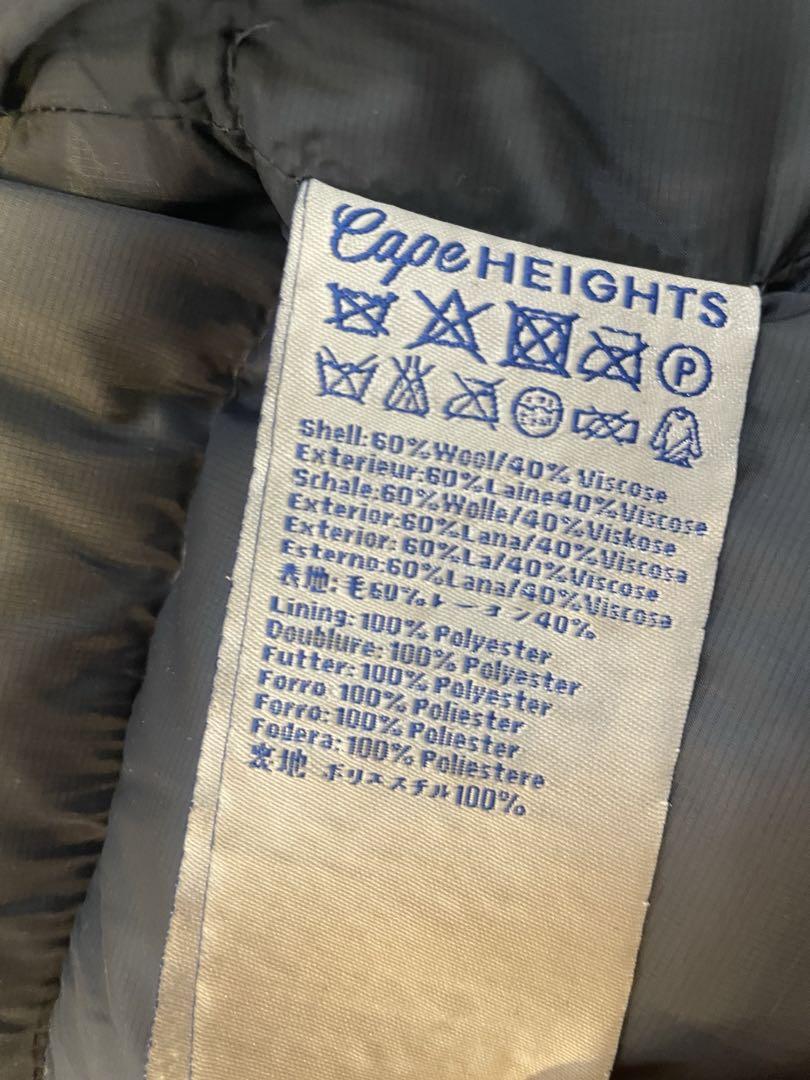 Cape HEIGHTS
P
Shell:60%Wool/40% Viscose
Exterieur:60%Laine40%Viscose
Schale:60%Wolle/40%Viskose
Exterior:60%Lana/40%Viscosa
Exterior: 60%La/40%Viscose
Esterno:60%Lana/40%Viscosa
表地: 毛60%レーヨン40%
Lining: 100% Polyester
Doublure: 100% Polyester
Futter: 100% Polyester
Forro 100% Poliester
Forro: 100% Poliester
Fodera: 100% Poliestere
裏地 ポリエステル100%